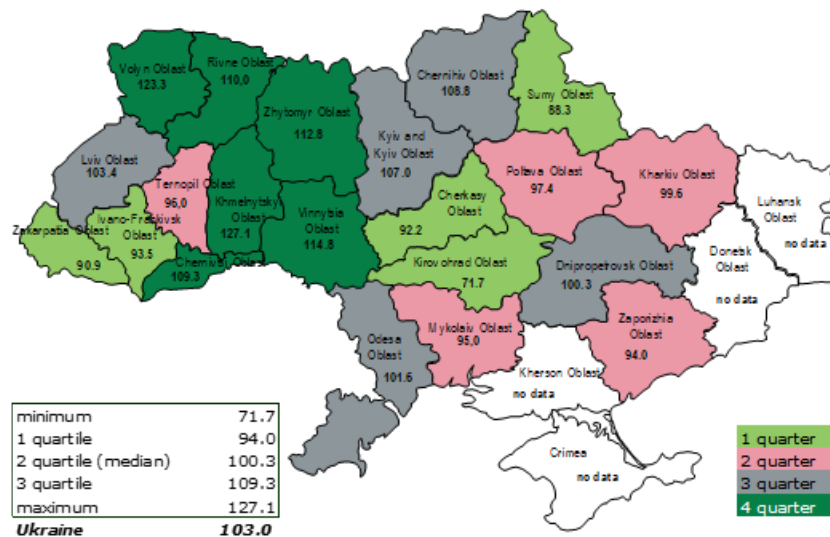 Volyn Oblast
123.3
Rivne Oblast
110,0
Zhytomyr Oblast
112.8
Chernihiv Oblast
108.8
Sumy Oblast
88.3
Kyiv and
Kyiv Oblast
107.0
Lviv Oblast
103.4
Ternopil Oblast
96,0
Khmelnytsky
Oblast
127.1
Vinnytsia
Oblast
114.8
Cherkasy
Oblast
92.2
Poltava Oblast
97.4
Kharkiv Oblast
99.6
Luhansk
Oblast
no data
Zakarpatia Oblast
90.9
Ivano-Frankivsk
Oblast
93.5
Chernivtsi Oblast
109.3
Kirovohrad Oblast
71.7
Dnipropetrovsk Oblast
100.3
Donetsk
Oblast
no data
Odesa
Oblast
101.6
Mykolaiv Oblast
95,0
Zaporizhia
Oblast
94.0
Kherson Oblast
no data
Crimea
no data
minimum 71.7
1 quartile 94.0
2 quartile (median) 100.3
3 quartile 109.3
maximum 127.1
Ukraine 103.0
1 quarter
2 quarter
3 quarter
4 quarter